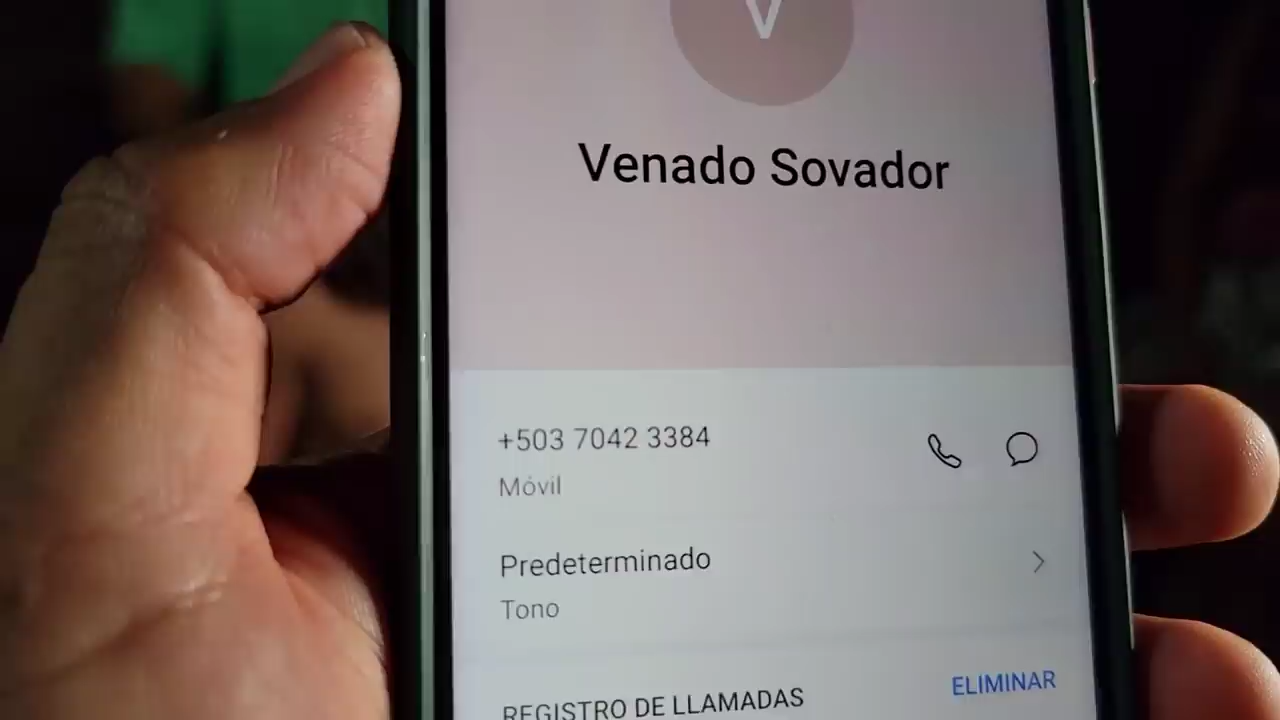 V
Venado Sovador
+503 7042 3384
Móvil
Predeterminado
Tono
REGISTRO DE LLAMADAS
ELIMINAR